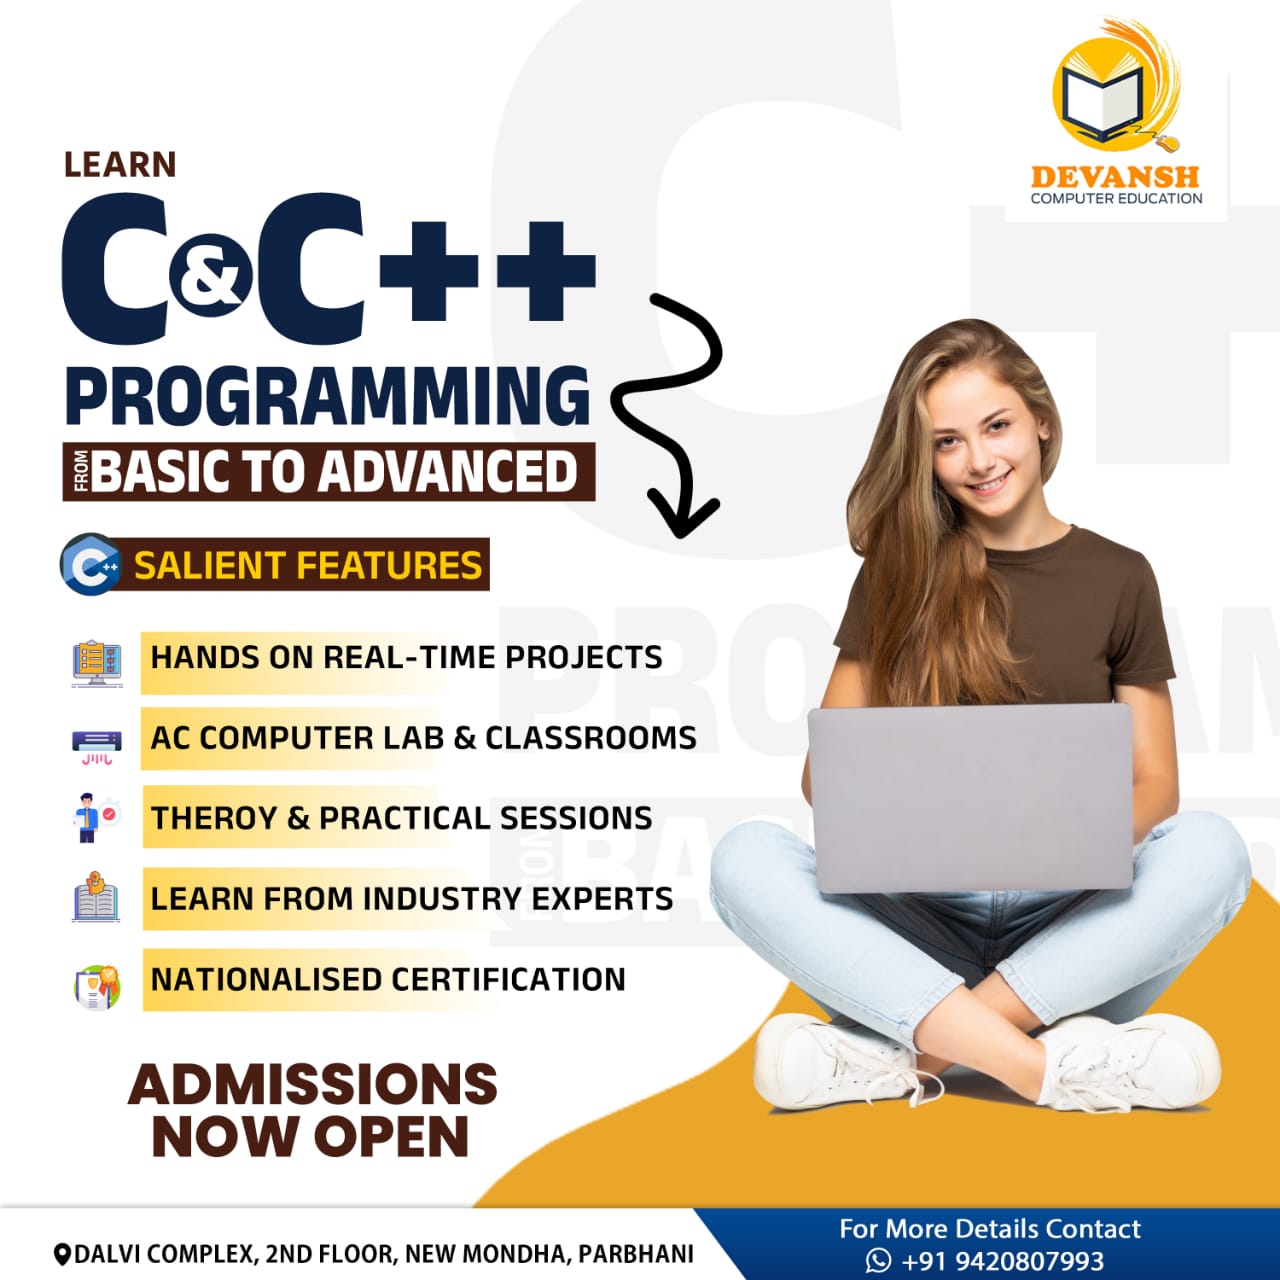 DEVANSH
COMPUTER EDUCATION
LEARN
C&C++
PROGRAMMING
FROM BASIC TO ADVANCED
C++ SALIENT FEATURES
HANDS ON REAL-TIME PROJECTS
AC COMPUTER LAB & CLASSROOMS
THEROY & PRACTICAL SESSIONS
LEARN FROM INDUSTRY EXPERTS
NATIONALISED CERTIFICATION
ADMISSIONS
NOW OPEN
DALVI COMPLEX, 2ND FLOOR, NEW MONDHA, PARBHANI
For More Details Contact
+91 9420807993